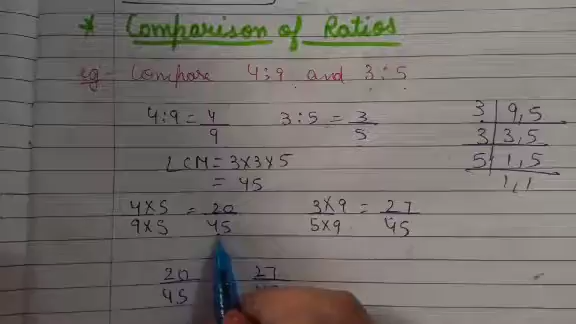 * Comparison of Ratios
eg- Compare 4:9 and 3:5
4:9 = 4/9 3:5 = 3/5
3 | 9,5
3 | 3,5
5 | 1,5
1,1
LCM = 3×3×5
= 45
4×5/9×5 = 20/45 3×9/5×9 = 27/45
20/45 27/